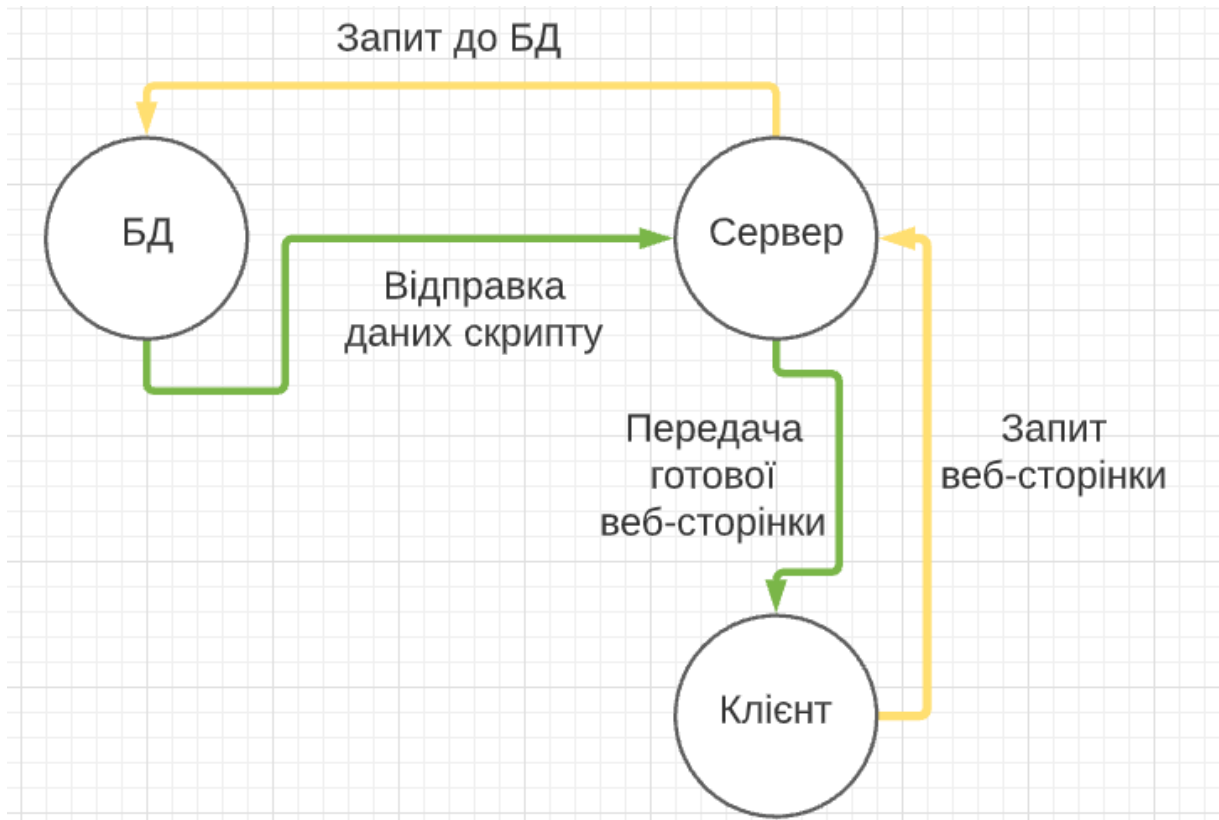 Запит до БД
БД
Сервер
Відправка
даних скрипту
Передача
готової
веб-сторінки
Запит
веб-сторінки
Клієнт